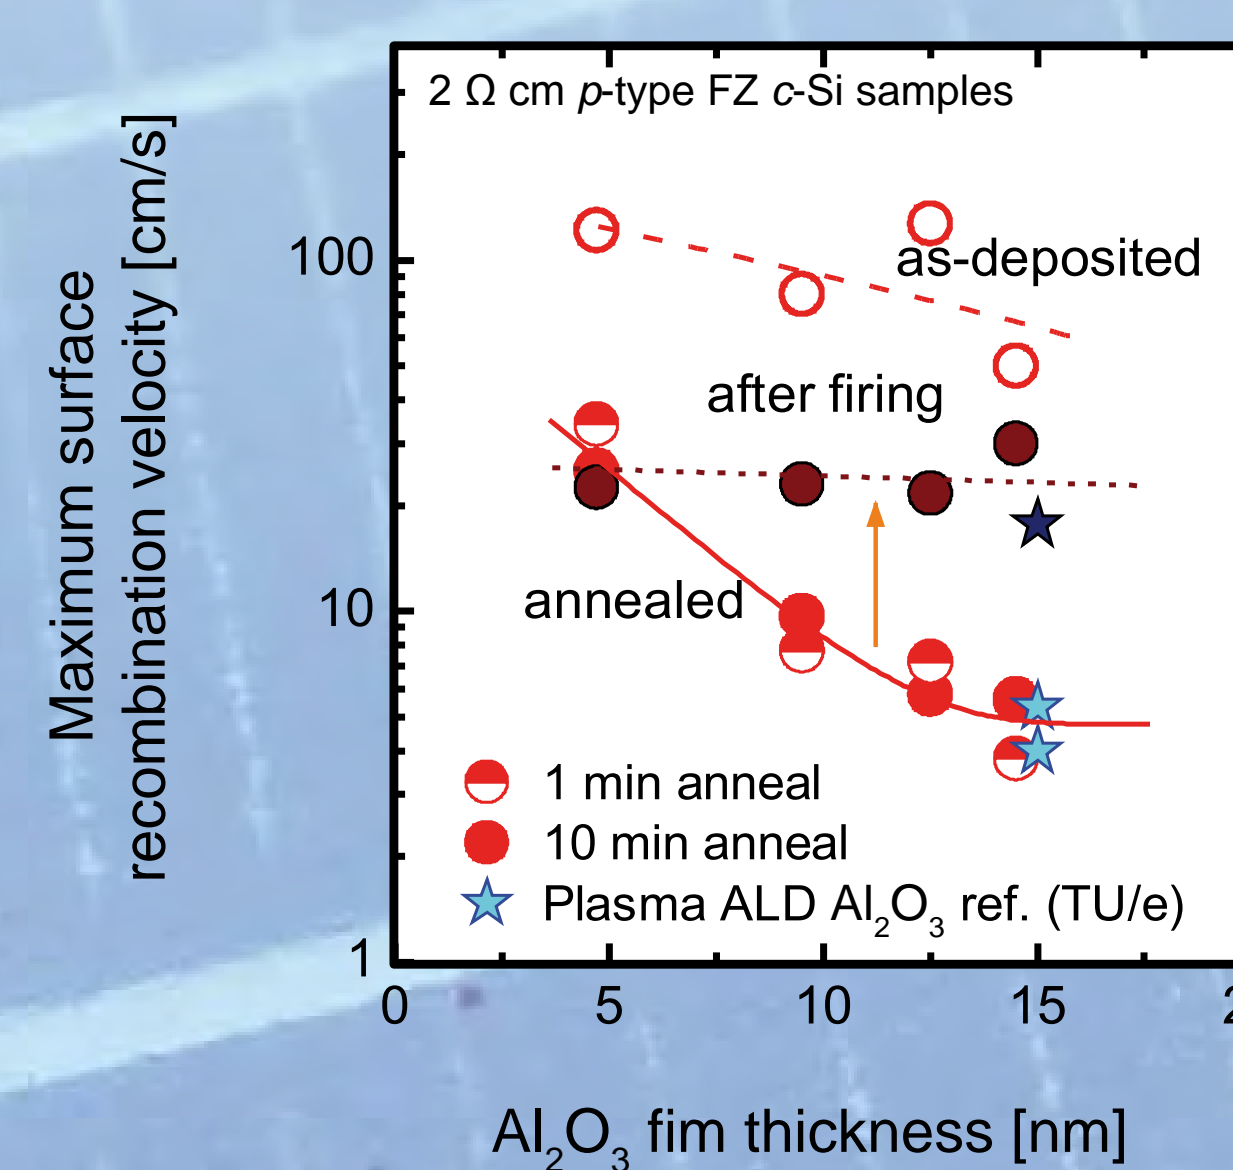 2 Ω cm p-type FZ c-Si samples
Maximum surface
recombination velocity [cm/s]
100
10
1
as-deposited
after firing
annealed
1 min anneal
10 min anneal
Plasma ALD Al₂O₃ ref. (TU/e)
0 5 10 15 2
Al₂O₃ fim thickness [nm]